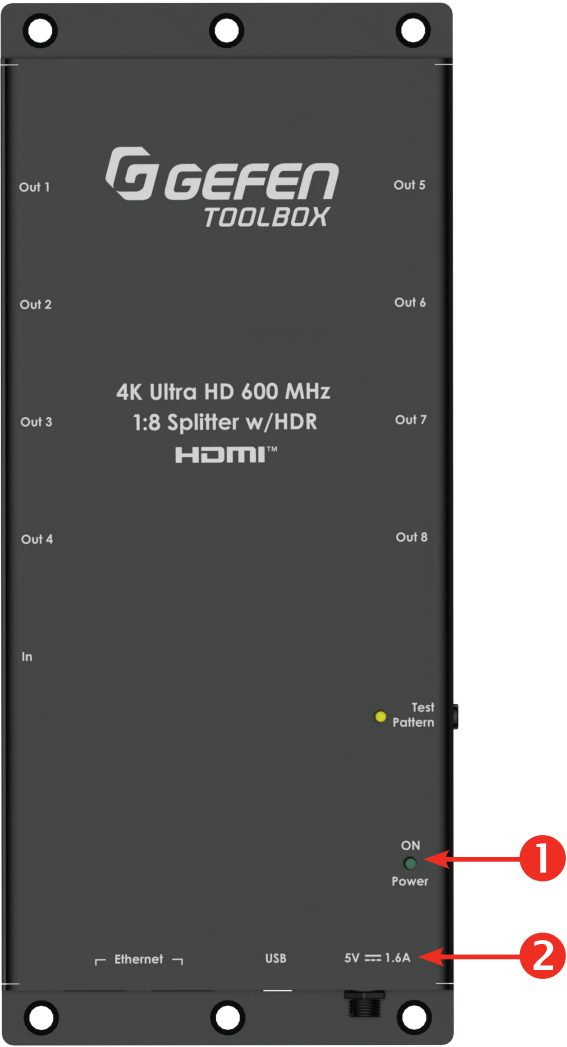 GEFEN
TOOLBOX
Out 1
Out 5
Out 2
Out 6
4K Ultra HD 600 MHz
1:8 Splitter w/HDR
HDMI™
Out 3
Out 7
Out 4
Out 8
In
Test
Pattern
ON
Power
1
Ethernet
USB
5V ⎓ 1.6A
2